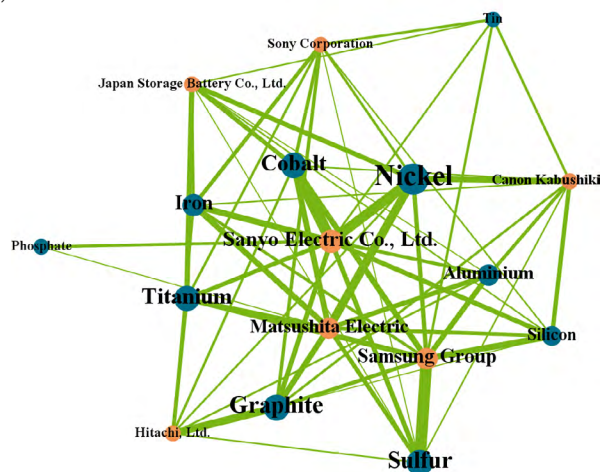 Tin
Sony Corporation
Japan Storage Battery Co., Ltd.
Cobalt
Nickel
Canon Kabushiki
Iron
Sanyo Electric Co., Ltd.
Phosphate
Aluminium
Titanium
Matsushita Electric
Silicon
Samsung Group
Graphite
Hitachi, Ltd.
Sulfur